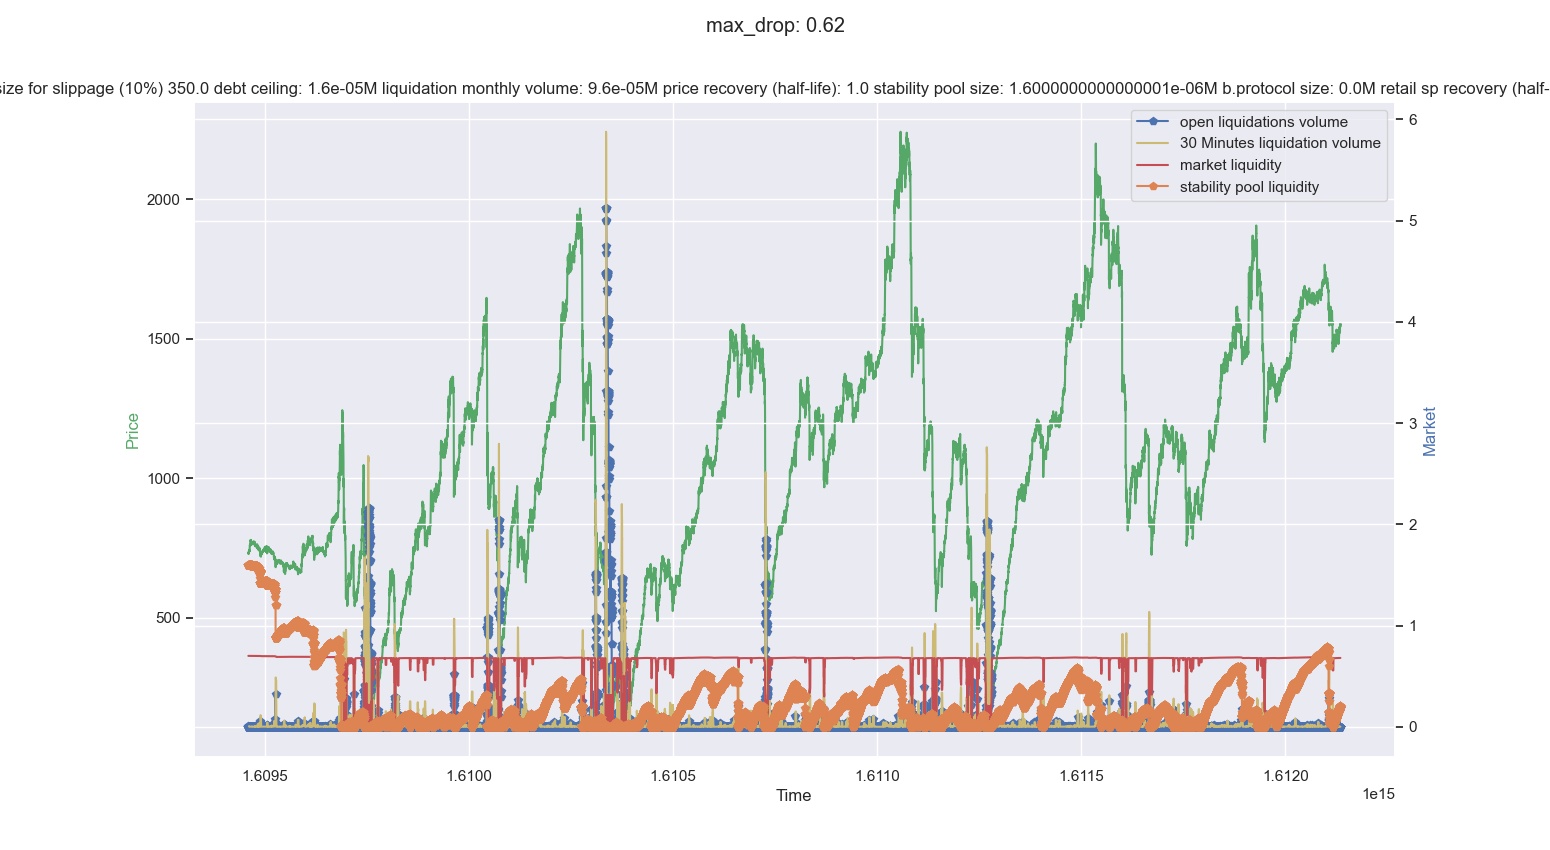 max_drop: 0.62
size for slippage (10%) 350.0 debt ceiling: 1.6e-05M liquidation monthly volume: 9.6e-05M price recovery (half-life): 1.0 stability pool size: 1.6000000000000001e-06M b.protocol size: 0.0M retail sp recovery (half-
open liquidations volume
30 Minutes liquidation volume
market liquidity
stability pool liquidity
2000
1500
1000
500
Price
6
5
4
3
2
1
0
Market
1.6095
1.6100
1.6105
1.6110
1.6115
1.6120
1e15
Time